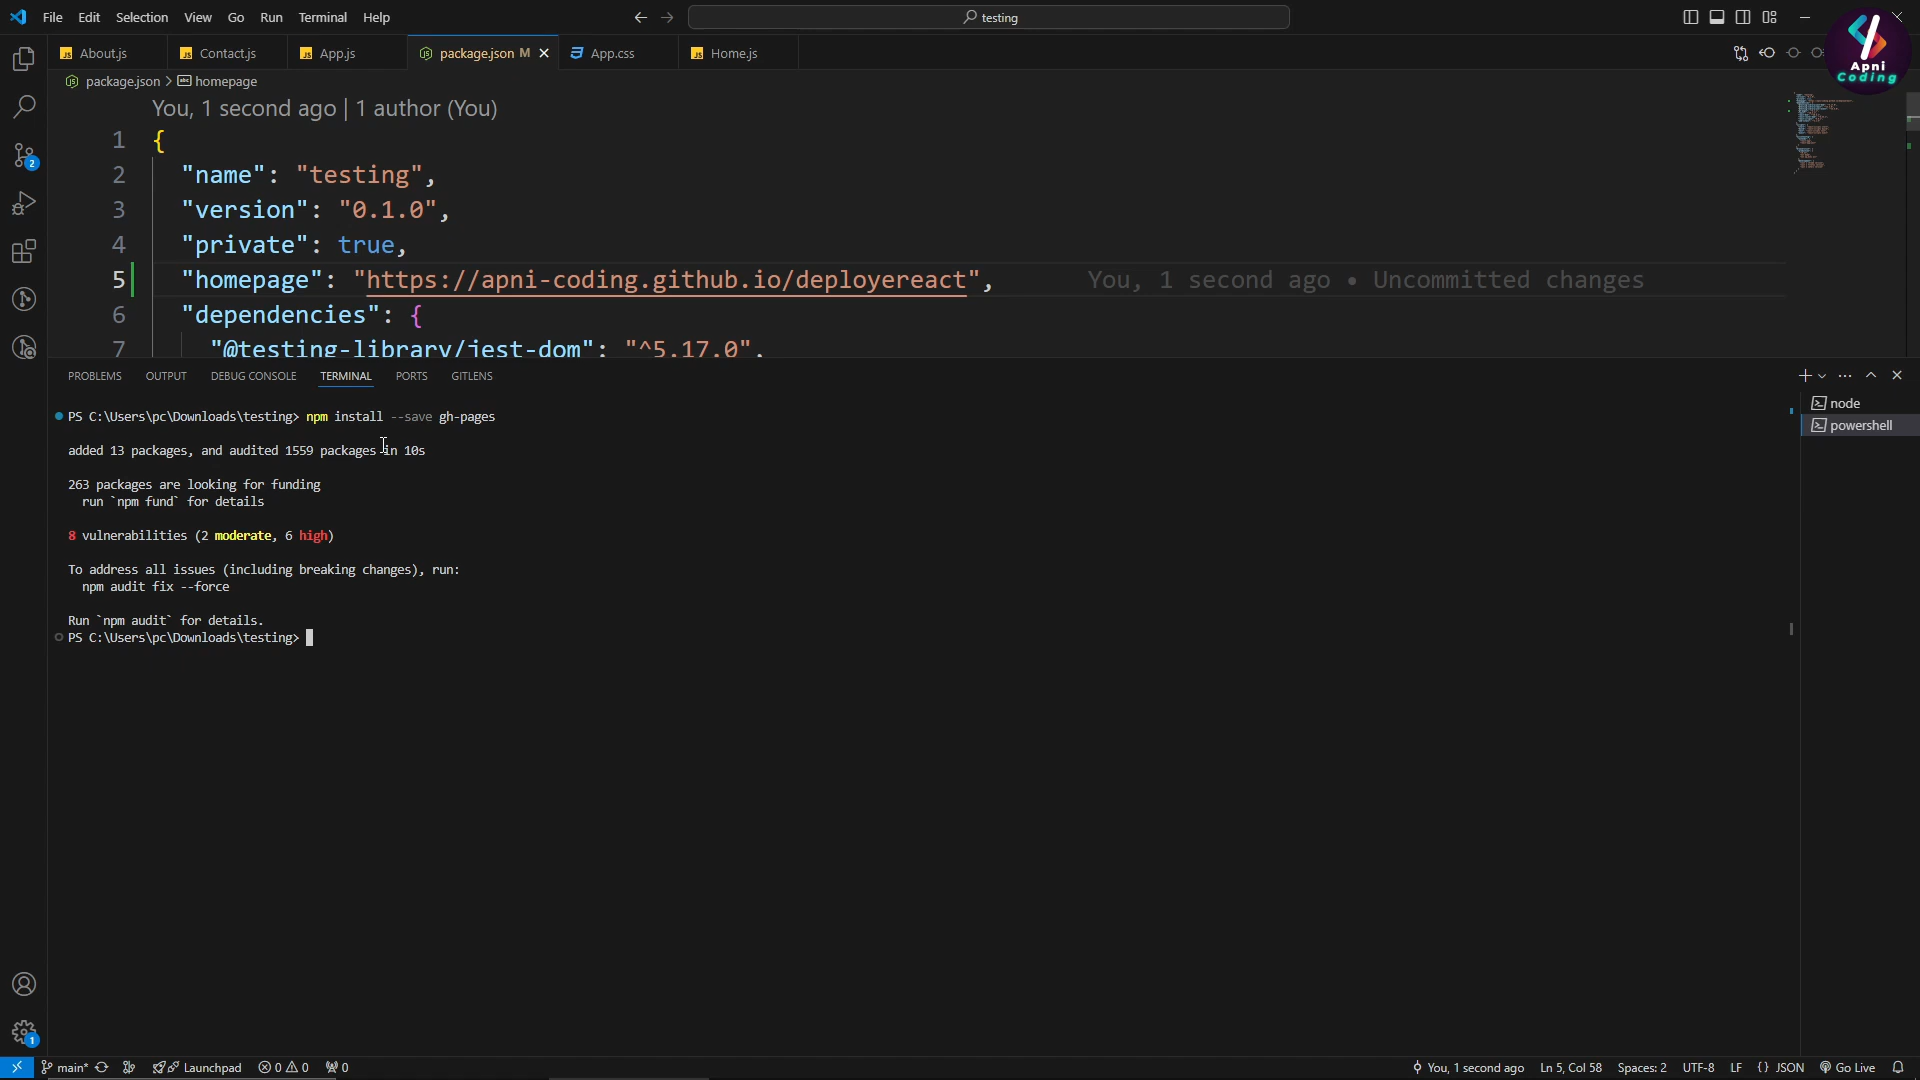 File Edit Selection View Go Run Terminal Help
testing
About.js Contact.js App.js package.json M App.css Home.js
Apni
Coding
package.json > homepage
You, 1 second ago | 1 author (You)
1 {
2 "name": "testing",
3 "version": "0.1.0",
4 "private": true,
5 "homepage": "https://apni-coding.github.io/deployereact", You, 1 second ago • Uncommitted changes
6 "dependencies": {
7 "@testing-library/jest-dom": "^5.17.0",
2
PROBLEMS OUTPUT DEBUG CONSOLE TERMINAL PORTS GITLENS
node
powershell
PS C:\Users\pc\Downloads\testing> npm install --save gh-pages
added 13 packages, and audited 1559 packages in 10s
263 packages are looking for funding
run `npm fund` for details
8 vulnerabilities (2 moderate, 6 high)
To address all issues (including breaking changes), run:
npm audit fix --force
Run `npm audit` for details.
PS C:\Users\pc\Downloads\testing>
1
main* Launchpad 0 0 0 You, 1 second ago Ln 5, Col 58 Spaces: 2 UTF-8 LF {} JSON Go Live